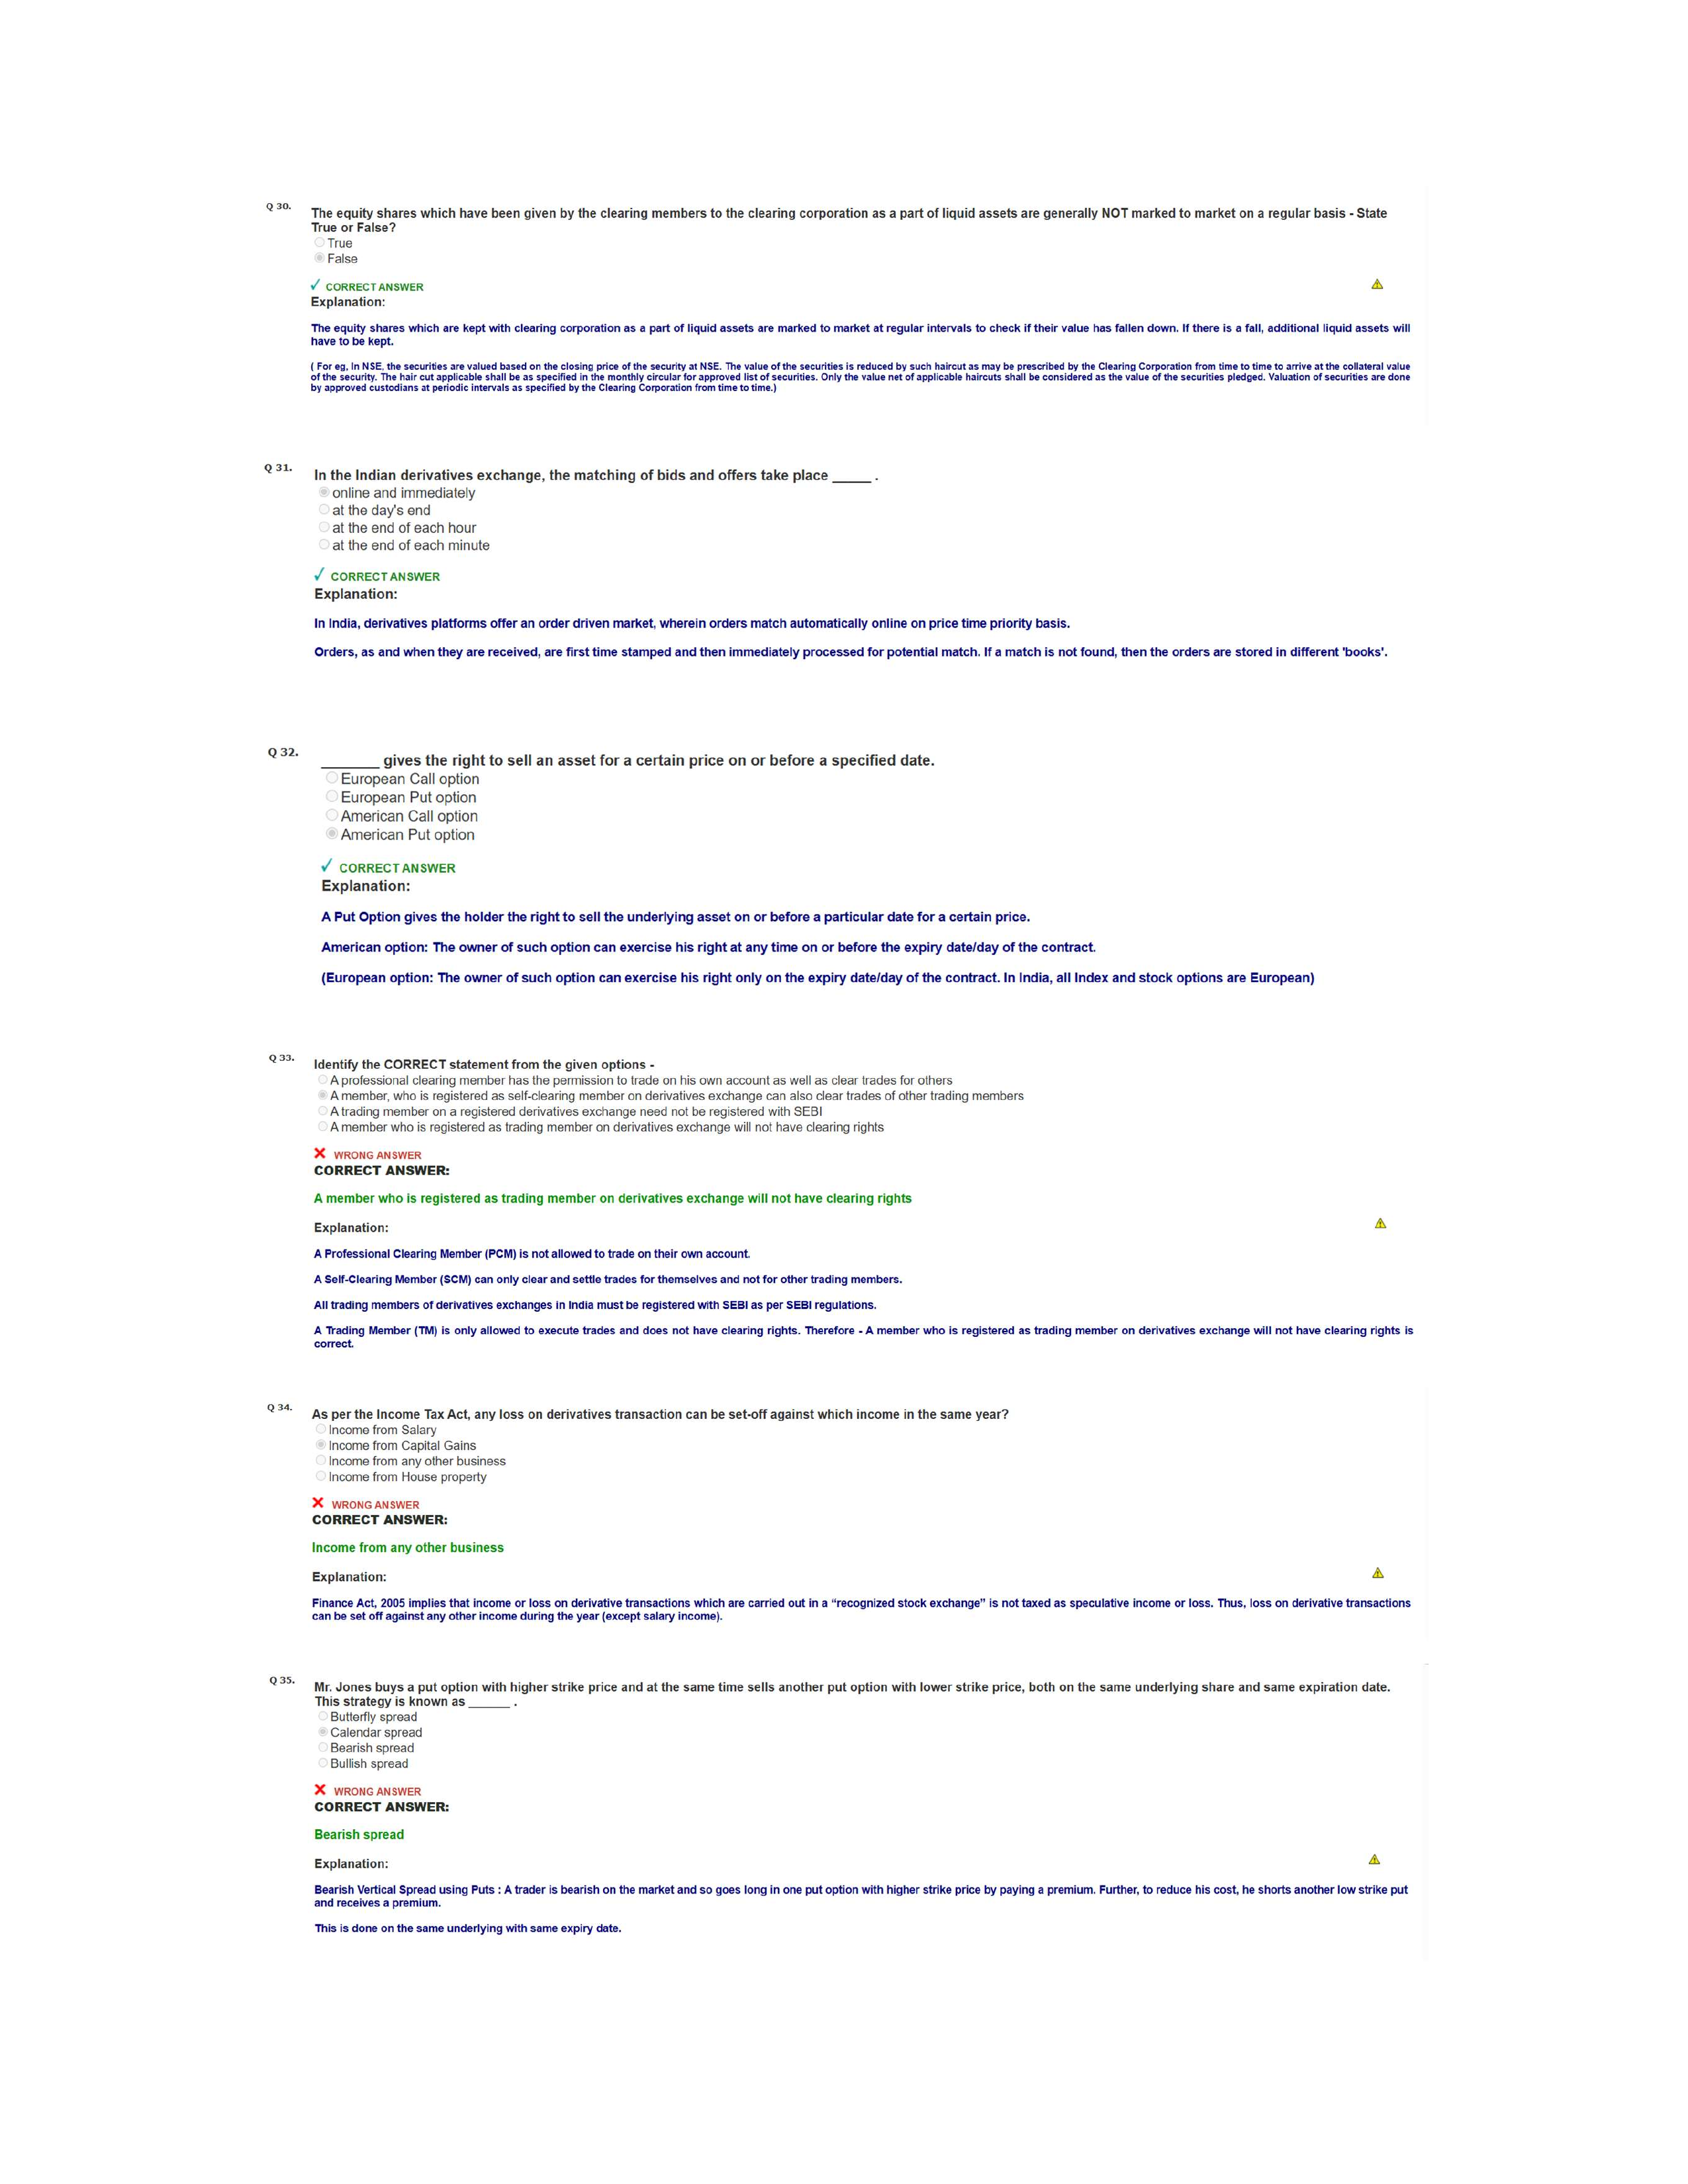 Q 30.
The equity shares which have been given by the clearing members to the clearing corporation as a part of liquid assets are generally NOT marked to market on a regular basis - State
True or False?
True
False
✓ CORRECT ANSWER
Explanation:
The equity shares which are kept with clearing corporation as a part of liquid assets are marked to market at regular intervals to check if their value has fallen down. If there is a fall, additional liquid assets will
have to be kept.
( For eg, In NSE, the securities are valued based on the closing price of the security at NSE. The value of the securities is reduced by such haircut as may be prescribed by the Clearing Corporation from time to time to arrive at the collateral value
of the security. The hair cut applicable shall be as specified in the monthly circular for approved list of securities. Only the value net of applicable haircuts shall be considered as the value of the securities pledged. Valuation of securities are done
by approved custodians at periodic intervals as specified by the Clearing Corporation from time to time.)
Q 31.
In the Indian derivatives exchange, the matching of bids and offers take place _____ .
online and immediately
at the day's end
at the end of each hour
at the end of each minute
✓ CORRECT ANSWER
Explanation:
In India, derivatives platforms offer an order driven market, wherein orders match automatically online on price time priority basis.
Orders, as and when they are received, are first time stamped and then immediately processed for potential match. If a match is not found, then the orders are stored in different 'books'.
Q 32.
_______ gives the right to sell an asset for a certain price on or before a specified date.
European Call option
European Put option
American Call option
American Put option
✓ CORRECT ANSWER
Explanation:
A Put Option gives the holder the right to sell the underlying asset on or before a particular date for a certain price.
American option: The owner of such option can exercise his right at any time on or before the expiry date/day of the contract.
(European option: The owner of such option can exercise his right only on the expiry date/day of the contract. In India, all Index and stock options are European)
Q 33.
Identify the CORRECT statement from the given options -
A professional clearing member has the permission to trade on his own account as well as clear trades for others
A member, who is registered as self-clearing member on derivatives exchange can also clear trades of other trading members
A trading member on a registered derivatives exchange need not be registered with SEBI
A member who is registered as trading member on derivatives exchange will not have clearing rights
✕ WRONG ANSWER
CORRECT ANSWER:
A member who is registered as trading member on derivatives exchange will not have clearing rights
Explanation:
A Professional Clearing Member (PCM) is not allowed to trade on their own account.
A Self-Clearing Member (SCM) can only clear and settle trades for themselves and not for other trading members.
All trading members of derivatives exchanges in India must be registered with SEBI as per SEBI regulations.
A Trading Member (TM) is only allowed to execute trades and does not have clearing rights. Therefore - A member who is registered as trading member on derivatives exchange will not have clearing rights is
correct.
Q 34.
As per the Income Tax Act, any loss on derivatives transaction can be set-off against which income in the same year?
Income from Salary
Income from Capital Gains
Income from any other business
Income from House property
✕ WRONG ANSWER
CORRECT ANSWER:
Income from any other business
Explanation:
Finance Act, 2005 implies that income or loss on derivative transactions which are carried out in a “recognized stock exchange” is not taxed as speculative income or loss. Thus, loss on derivative transactions
can be set off against any other income during the year (except salary income).
Q 35.
Mr. Jones buys a put option with higher strike price and at the same time sells another put option with lower strike price, both on the same underlying share and same expiration date.
This strategy is known as ______ .
Butterfly spread
Calendar spread
Bearish spread
Bullish spread
✕ WRONG ANSWER
CORRECT ANSWER:
Bearish spread
Explanation:
Bearish Vertical Spread using Puts : A trader is bearish on the market and so goes long in one put option with higher strike price by paying a premium. Further, to reduce his cost, he shorts another low strike put
and receives a premium.
This is done on the same underlying with same expiry date.